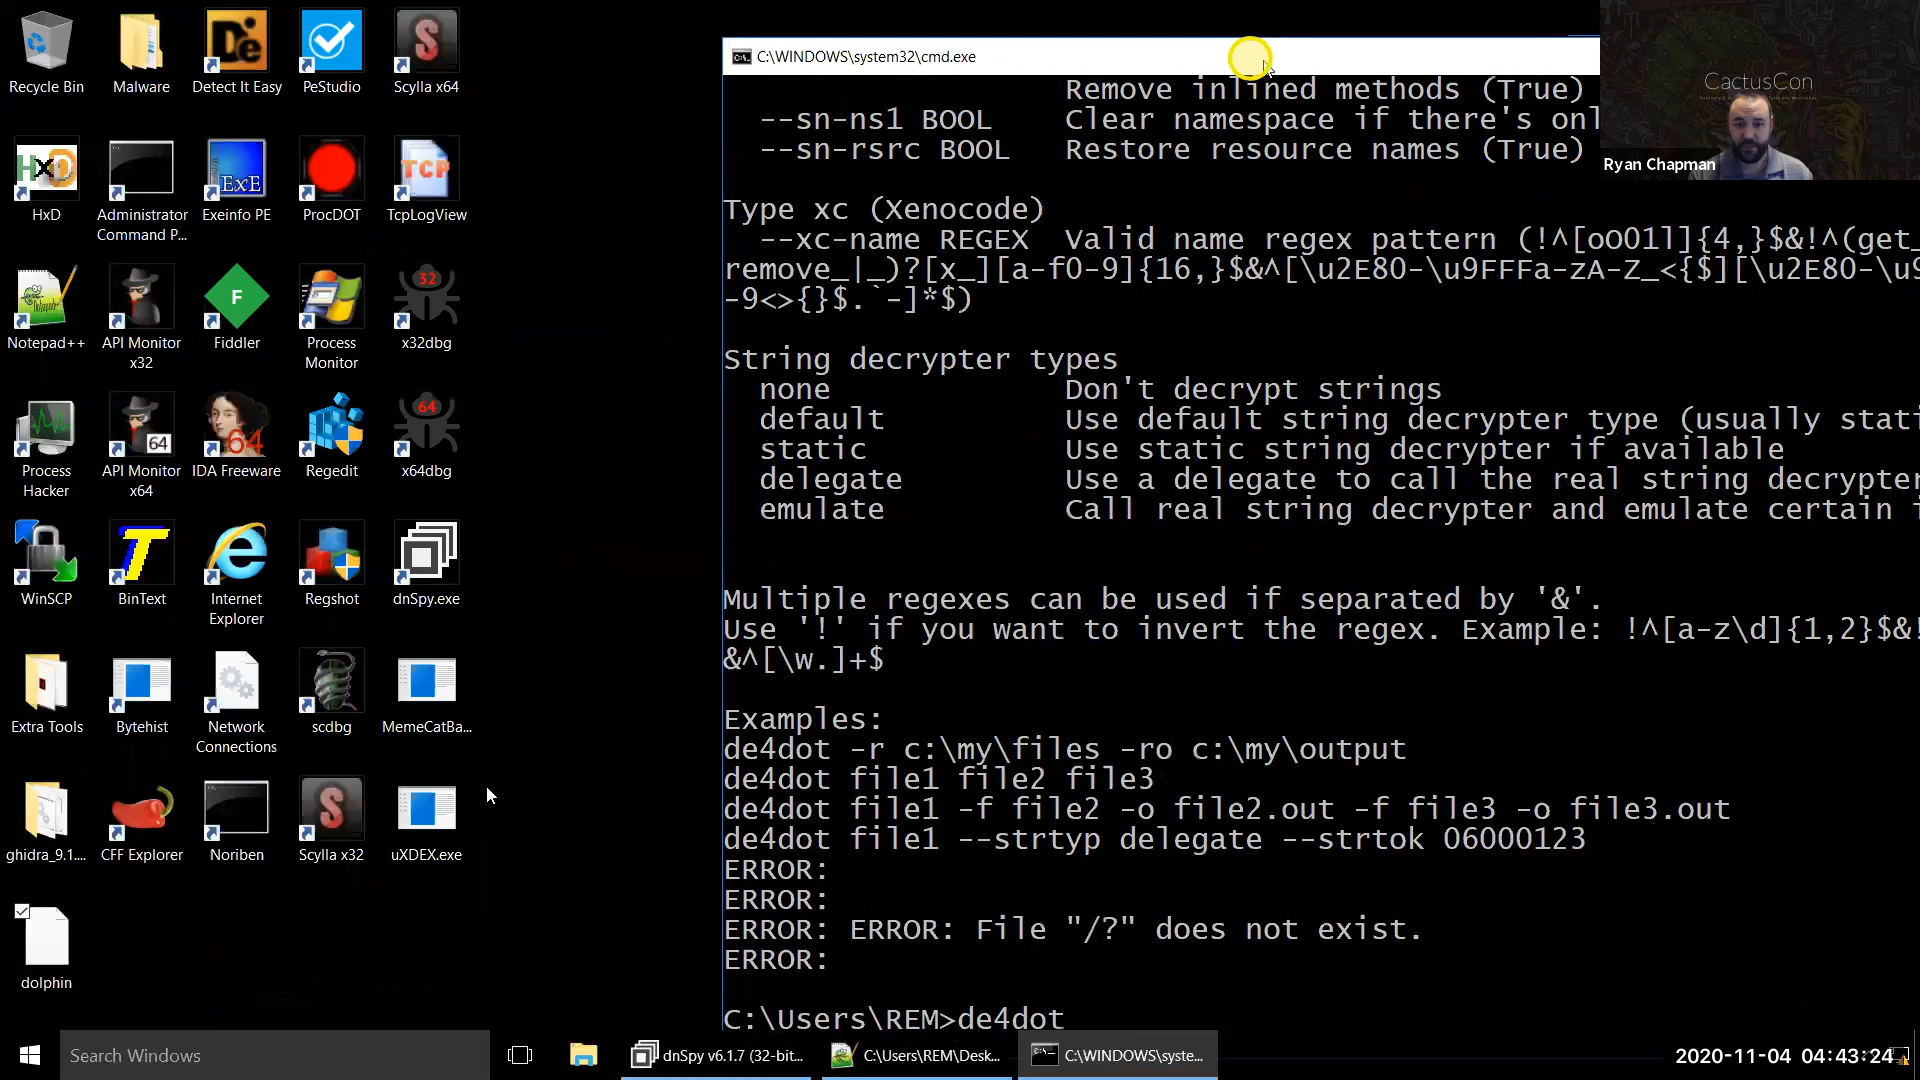 Recycle Bin
Malware
Detect It Easy
PeStudio
Scylla x64
HxD
Administrator
Command P...
Exeinfo PE
ProcDOT
TcpLogView
Notepad++
API Monitor
x32
Fiddler
Process
Monitor
x32dbg
Process
Hacker
API Monitor
x64
IDA Freeware
Regedit
x64dbg
WinSCP
BinText
Internet
Explorer
Regshot
dnSpy.exe
Extra Tools
Bytehist
Network
Connections
scdbg
MemeCatBa...
ghidra_9.1....
CFF Explorer
Noriben
Scylla x32
uXDEX.exe
dolphin
C:\WINDOWS\system32\cmd.exe
Remove inlined methods (True)
--sn-ns1 BOOL Clear namespace if there's onl
--sn-rsrc BOOL Restore resource names (True)
Type xc (Xenocode)
--xc-name REGEX Valid name regex pattern (!^[oO01l]{4,}$&!^(get_
remove_|_)?[x_][a-f0-9]{16,}$&^[\u2E80-\u9FFFa-zA-Z_<{$][\u2E80-\u9
-9<>{}$.`-]*$)
String decrypter types
none Don't decrypt strings
default Use default string decrypter type (usually stati
static Use static string decrypter if available
delegate Use a delegate to call the real string decrypter
emulate Call real string decrypter and emulate certain i
Multiple regexes can be used if separated by '&'.
Use '!' if you want to invert the regex. Example: !^[a-z\d]{1,2}$&!
&^[\w.]+$
Examples:
de4dot -r c:\my\files -ro c:\my\output
de4dot file1 file2 file3
de4dot file1 -f file2 -o file2.out -f file3 -o file3.out
de4dot file1 --strtyp delegate --strtok 06000123
ERROR:
ERROR:
ERROR: ERROR: File "/?" does not exist.
ERROR:
C:\Users\REM>de4dot
CactusCon
Ryan Chapman
Search Windows
dnSpy v6.1.7 (32-bit...
C:\Users\REM\Desk...
C:\WINDOWS\syste...
2020-11-04 04:43:24